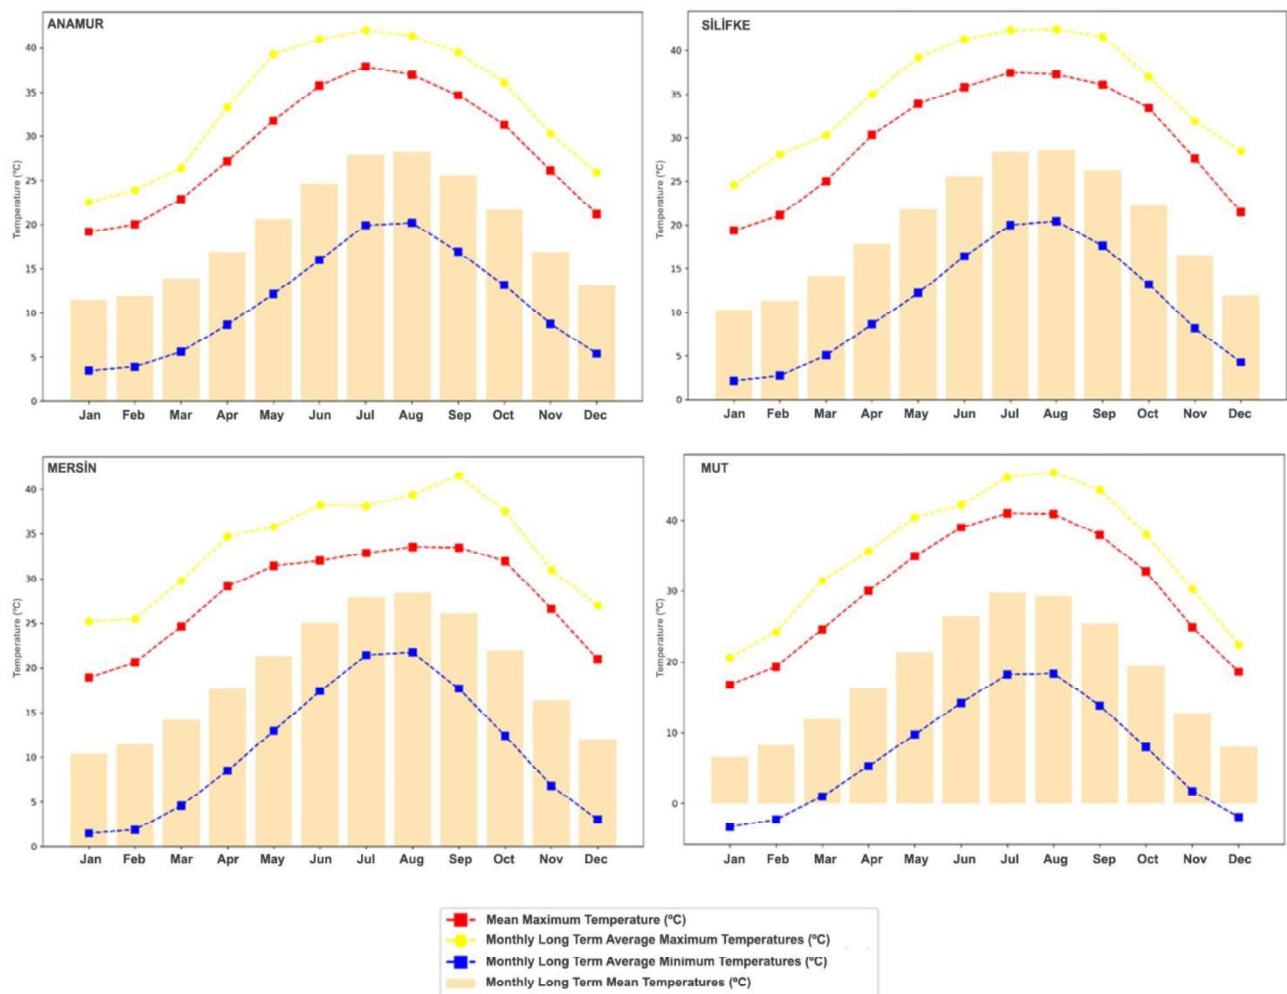 ANAMUR
Temperature (°C)
40
35
30
25
20
15
10
5
0
Jan Feb Mar Apr May Jun Jul Aug Sep Oct Nov Dec
SİLİFKE
Temperature (°C)
40
35
30
25
20
15
10
5
0
Jan Feb Mar Apr May Jun Jul Aug Sep Oct Nov Dec
MERSİN
Temperature (°C)
40
35
30
25
20
15
10
5
0
Jan Feb Mar Apr May Jun Jul Aug Sep Oct Nov Dec
MUT
Temperature (°C)
40
30
20
10
0
Jan Feb Mar Apr May Jun Jul Aug Sep Oct Nov Dec
Mean Maximum Temperature (ºC)
Monthly Long Term Average Maximum Temperatures (ºC)
Monthly Long Term Average Minimum Temperatures (ºC)
Monthly Long Term Mean Temperatures (ºC)